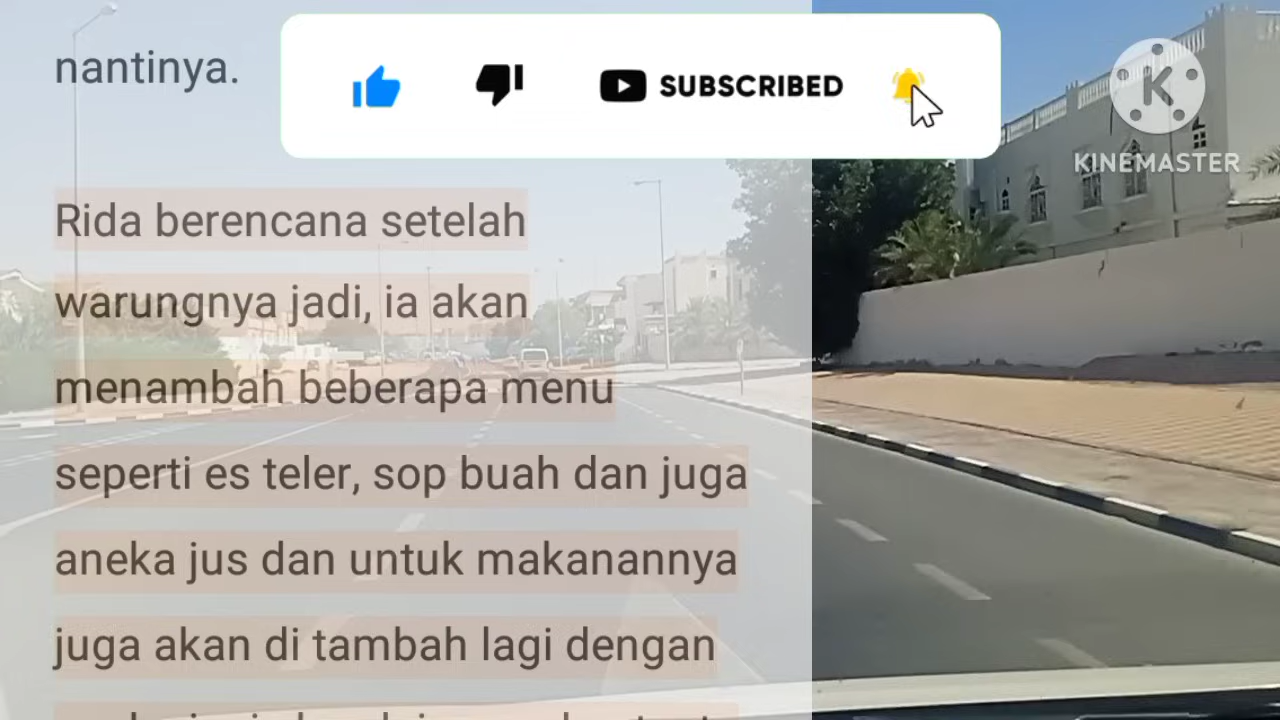 nantinya.
SUBSCRIBED
K
KINEMASTER
Rida berencana setelah
warungnya jadi, ia akan
menambah beberapa menu
seperti es teler, sop buah dan juga
aneka jus dan untuk makanannya
juga akan di tambah lagi dengan